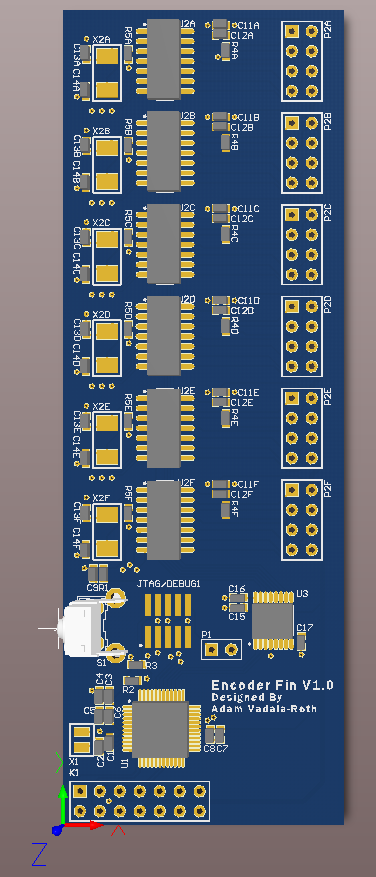 X2A
R5A
U2A
C11A
C12A
R4A
P2A
C13A
C14A
X2B
R5B
U2B
C11B
C12B
R4B
P2B
C13B
C14B
X2C
R5C
U2C
C11C
C12C
R4C
P2C
C13C
C14C
X2D
R5D
U2D
C11D
C12D
R4D
P2D
C13D
C14D
X2E
R5E
U2E
C11E
C12E
R4E
P2E
C13E
C14E
X2F
R5F
U2F
C11F
C12F
R4F
P2F
C13F
C14F
C9R1
JTAG/DEBUG1
C16
C15
U3
C17
P1
S1
R3
R2
Encoder Fin V1.0
Designed By
Adam Vadala-Roth
C4
C3
C5
C6
U1
C8C7
X1
K1
C2
C1
Y
X
Z